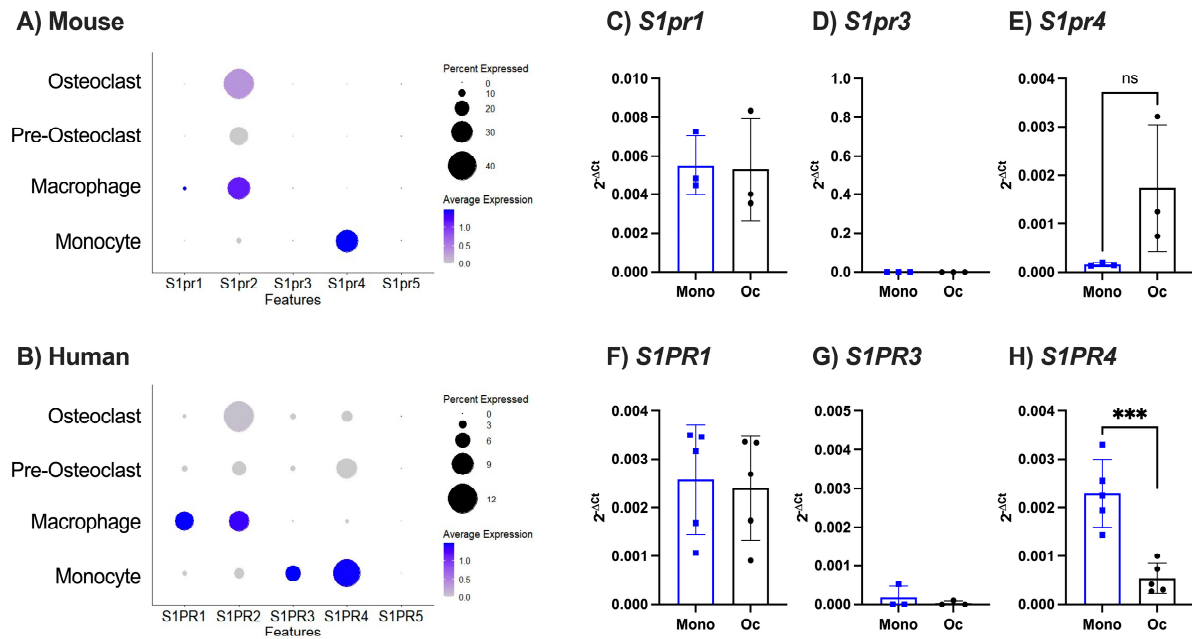 A) Mouse
Osteoclast
Pre-Osteoclast
Macrophage
Monocyte
S1pr1 S1pr2 S1pr3 S1pr4 S1pr5
Features
Percent Expressed
0
10
20
30
40
Average Expression
1.0
0.5
0.0
C) S1pr1
0.010
0.008
0.006
0.004
0.002
0.000
2-ΔCt
Mono Oc
D) S1pr3
1.0
0.8
0.6
0.4
0.2
0.0
2-ΔCt
Mono Oc
E) S1pr4
ns
0.004
0.003
0.002
0.001
0.000
2-ΔCt
Mono Oc
B) Human
Osteoclast
Pre-Osteoclast
Macrophage
Monocyte
S1PR1 S1PR2 S1PR3 S1PR4 S1PR5
Features
Percent Expressed
0
3
6
9
12
Average Expression
1.0
0.5
0.0
F) S1PR1
0.004
0.003
0.002
0.001
0.000
2-ΔCt
Mono Oc
G) S1PR3
0.005
0.004
0.003
0.002
0.001
0.000
2-ΔCt
Mono Oc
H) S1PR4
***
0.004
0.003
0.002
0.001
0.000
2-ΔCt
Mono Oc